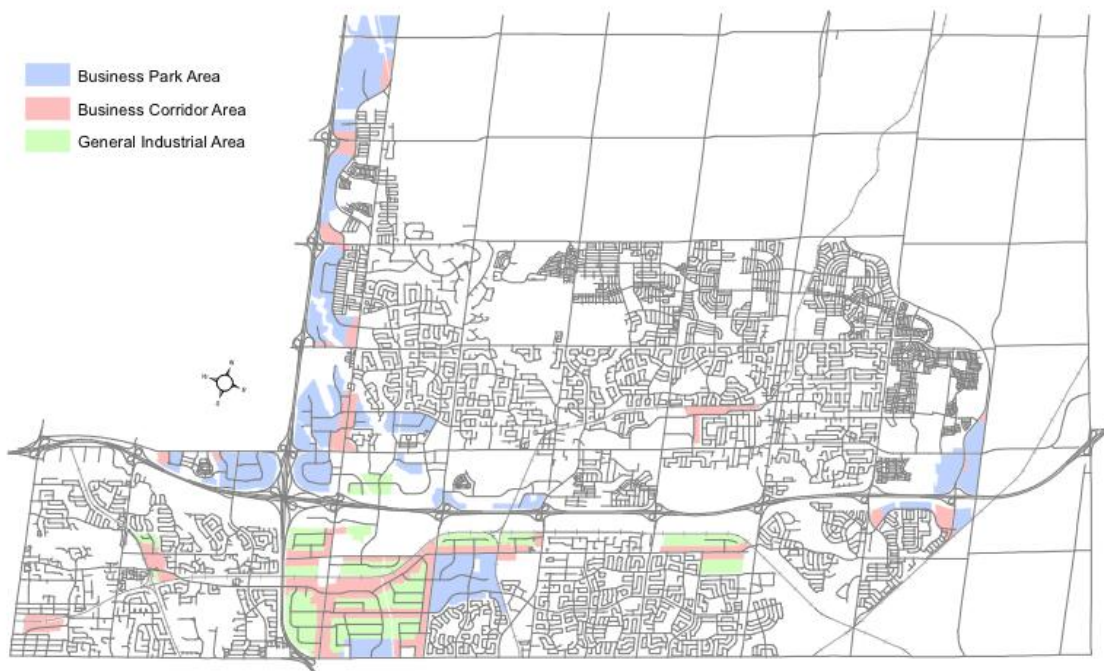 Business Park Area
Business Corridor Area
General Industrial Area
N
W
E
S